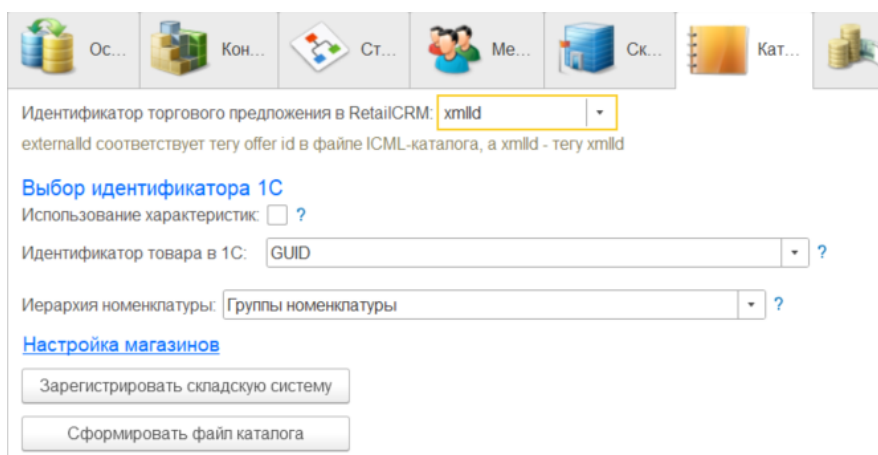 Ос... Кон... Ст... Ме... Ск... Кат...
Идентификатор торгового предложения в RetailCRM: xmlId
externalId соответствует тегу offer id в файле ICML-каталога, а xmlId - тегу xmlId
Выбор идентификатора 1С
Использование характеристик: ?
Идентификатор товара в 1С: GUID ?
Иерархия номенклатуры: Группы номенклатуры ?
Настройка магазинов
Зарегистрировать складскую систему
Сформировать файл каталога